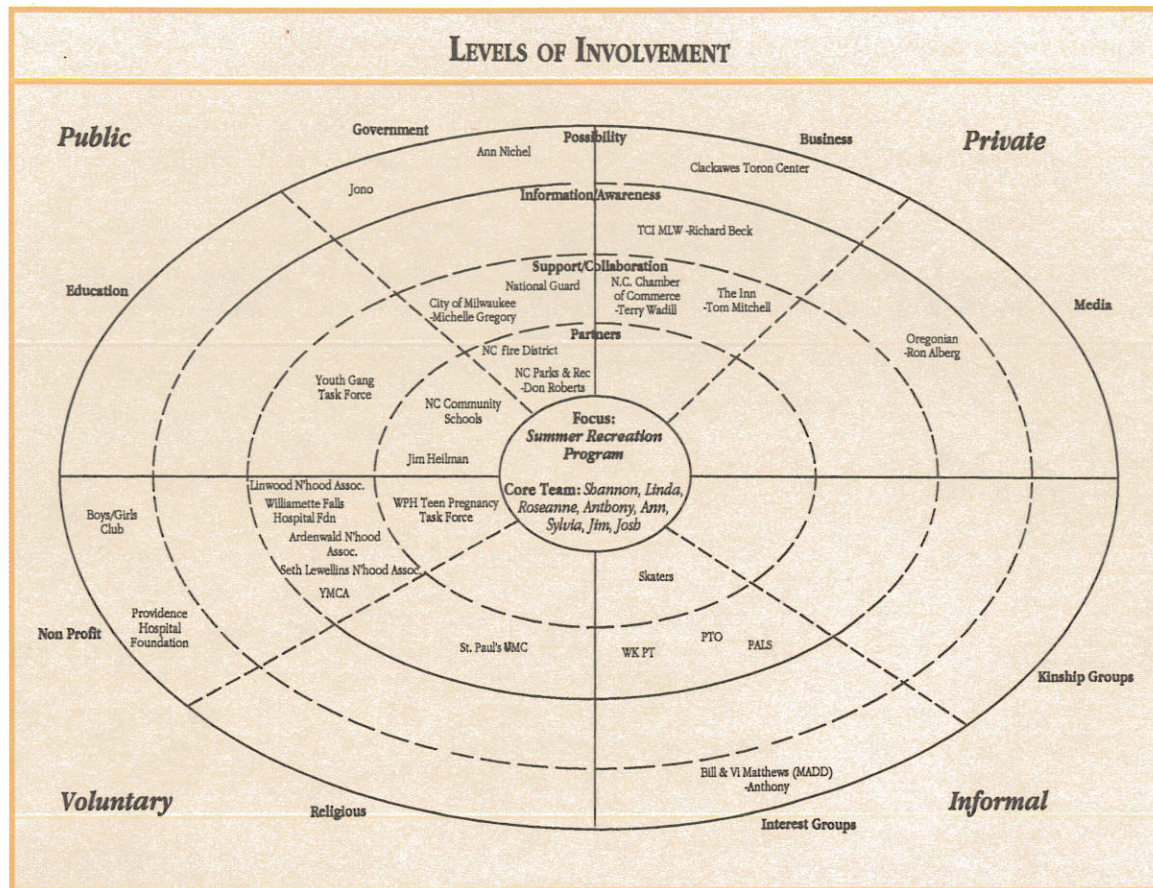 LEVELS OF INVOLVEMENT
Public
Government
Possibility
Business
Private
Ann Nichel
Clackawes Toron Center
Jono
Information/Awareness
TCI MLW -Richard Beck
Support/Collaboration
Education
National Guard
N.C. Chamber
of Commerce
-Terry Wadill
The Inn
-Tom Mitchell
Media
City of Milwaukee
-Michelle Gregory
Partners
Oregonian
-Ron Alberg
NC Fire District
NC Parks & Rec
-Don Roberts
Youth Gang
Task Force
NC Community
Schools
Jim Heilman
Focus:
Summer Recreation
Program
Core Team: Shannon, Linda,
Roseanne, Anthony, Ann,
Sylvia, Jim, Josh
Linwood N'hood Assoc.
Williamette Falls
Hospital Fdn
WPH Teen Pregnancy
Task Force
Boys/Girls
Club
Ardenwald N'hood
Assoc.
Seth Lewellins N'hood Assoc.
YMCA
Skaters
Non Profit
Providence
Hospital
Foundation
St. Paul's UMC
WK PT
PTO
PALS
Kinship Groups
Bill & Vi Matthews (MADD)
-Anthony
Voluntary
Religious
Interest Groups
Informal